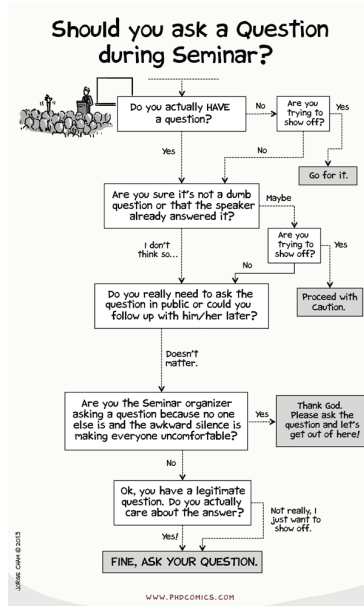 Should you ask a Question
during Seminar?
Do you actually HAVE
a question?
No
Are you
trying to
show off?
Yes
Go for it.
Yes
No
Are you sure it's not a dumb
question or that the speaker
already answered it?
Maybe
Are you
trying to
show off?
Yes
Proceed with
Caution.
I don't
think so...
No
Do you really need to ask the
question in public or could you
follow up with him/her later?
Doesn't
matter.
Are you the Seminar organizer
asking a question because no one
else is and the awkward silence is
making everyone uncomfortable?
Yes
Thank God.
Please ask the
question and let's
get out of here!
No
Ok, you have a legitimate
question. Do you actually
care about the answer?
Not really, I
just want to
show off.
Yes!
FINE, ASK YOUR QUESTION.
JORGE CHAM © 2013
WWW.PHDCOMICS.COM